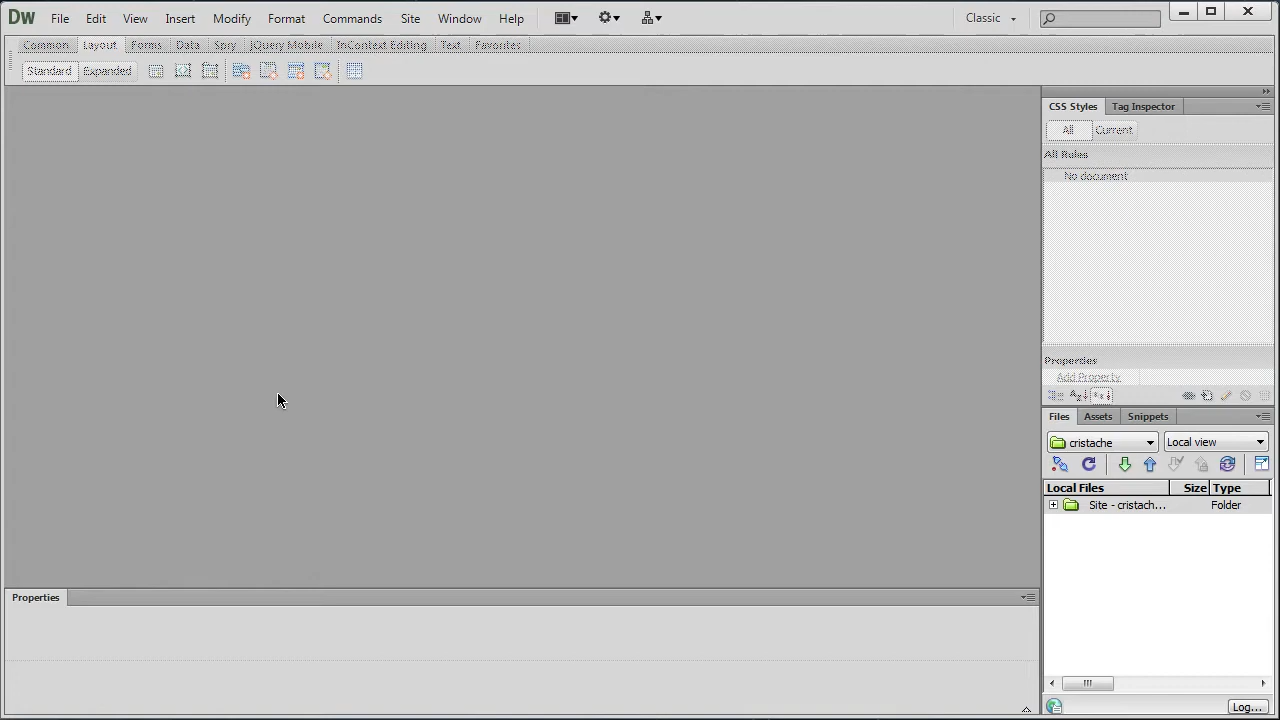 Dw File Edit View Insert Modify Format Commands Site Window Help Classic
Common Layout Forms Data Spry jQuery Mobile InContext Editing Text Favorites
Standard Expanded
CSS Styles Tag Inspector
All Current
All Rules
No document
Properties
Add Property
Files Assets Snippets
cristache Local view
Local Files Size Type
Site - cristach... Folder
Properties
Log...